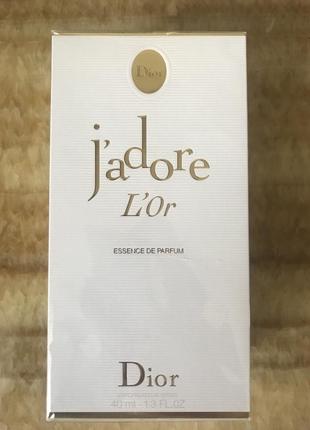 Dior
j'adore
L'Or
ESSENCE DE PARFUM
Dior
40 ml - 1.3 FL.OZ